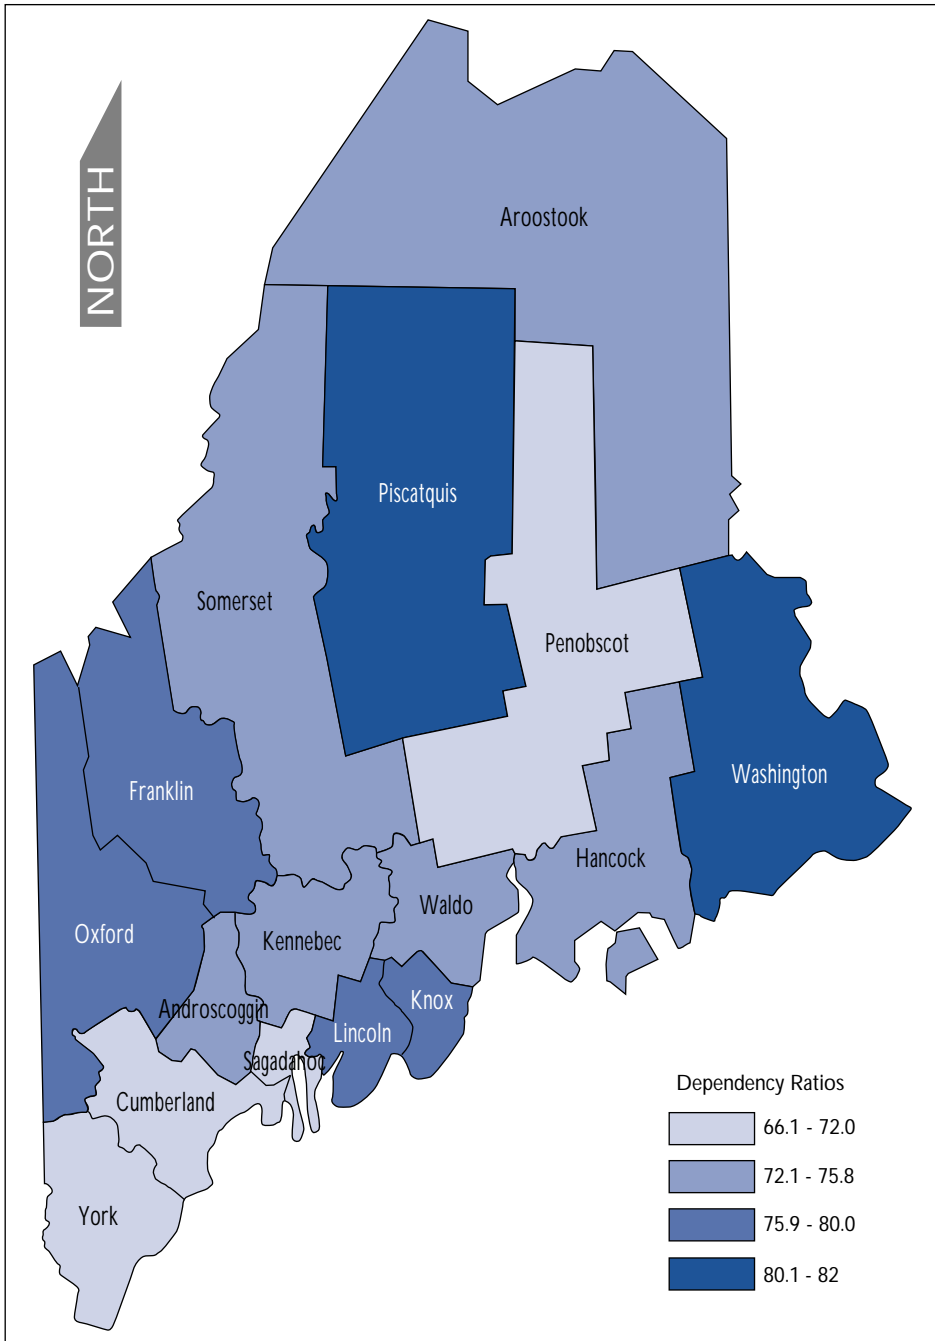 NORTH
Aroostook
Piscatquis
Somerset
Penobscot
Washington
Franklin
Hancock
Waldo
Oxford
Kennebec
Knox
Androscoggin
Lincoln
Sagadahoc
Cumberland
York
Dependency Ratios
66.1 - 72.0
72.1 - 75.8
75.9 - 80.0
80.1 - 82